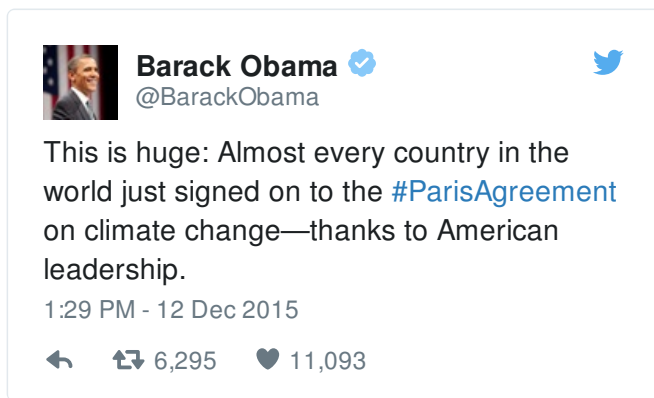 Barack Obama
@BarackObama
This is huge: Almost every country in the
world just signed on to the #ParisAgreement
on climate change—thanks to American
leadership.
1:29 PM - 12 Dec 2015
6,295 11,093